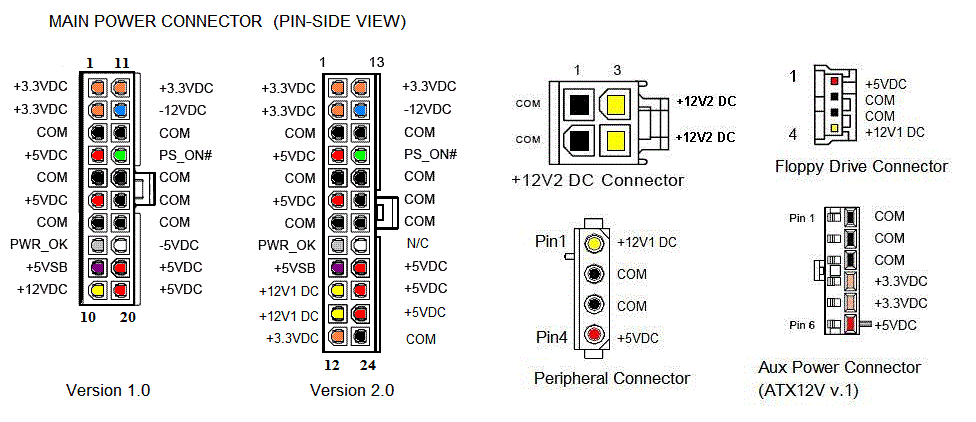 MAIN POWER CONNECTOR (PIN-SIDE VIEW)
1 11
+3.3VDC +3.3VDC
+3.3VDC -12VDC
COM COM
+5VDC PS_ON#
COM COM
+5VDC COM
COM COM
PWR_OK -5VDC
+5VSB +5VDC
+12VDC +5VDC
10 20
Version 1.0
1 13
+3.3VDC +3.3VDC
+3.3VDC -12VDC
COM COM
+5VDC PS_ON#
COM COM
+5VDC COM
COM COM
PWR_OK N/C
+5VSB +5VDC
+12V1 DC +5VDC
+12V1 DC +5VDC
+3.3VDC COM
12 24
Version 2.0
1 3
COM +12V2 DC
COM +12V2 DC
+12V2 DC Connector
1 +5VDC
COM
COM
4 +12V1 DC
Floppy Drive Connector
Pin1 +12V1 DC
COM
COM
Pin4 +5VDC
Peripheral Connector
Pin 1 COM
COM
COM
+3.3VDC
+3.3VDC
Pin 6 +5VDC
Aux Power Connector
(ATX12V v.1)